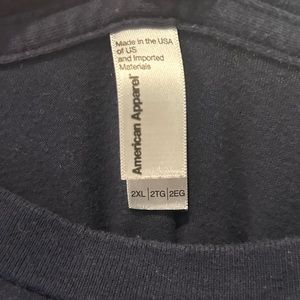 Made in the USA
of US
and Imported
Materials
American Apparel
2XL|2TG|2EG